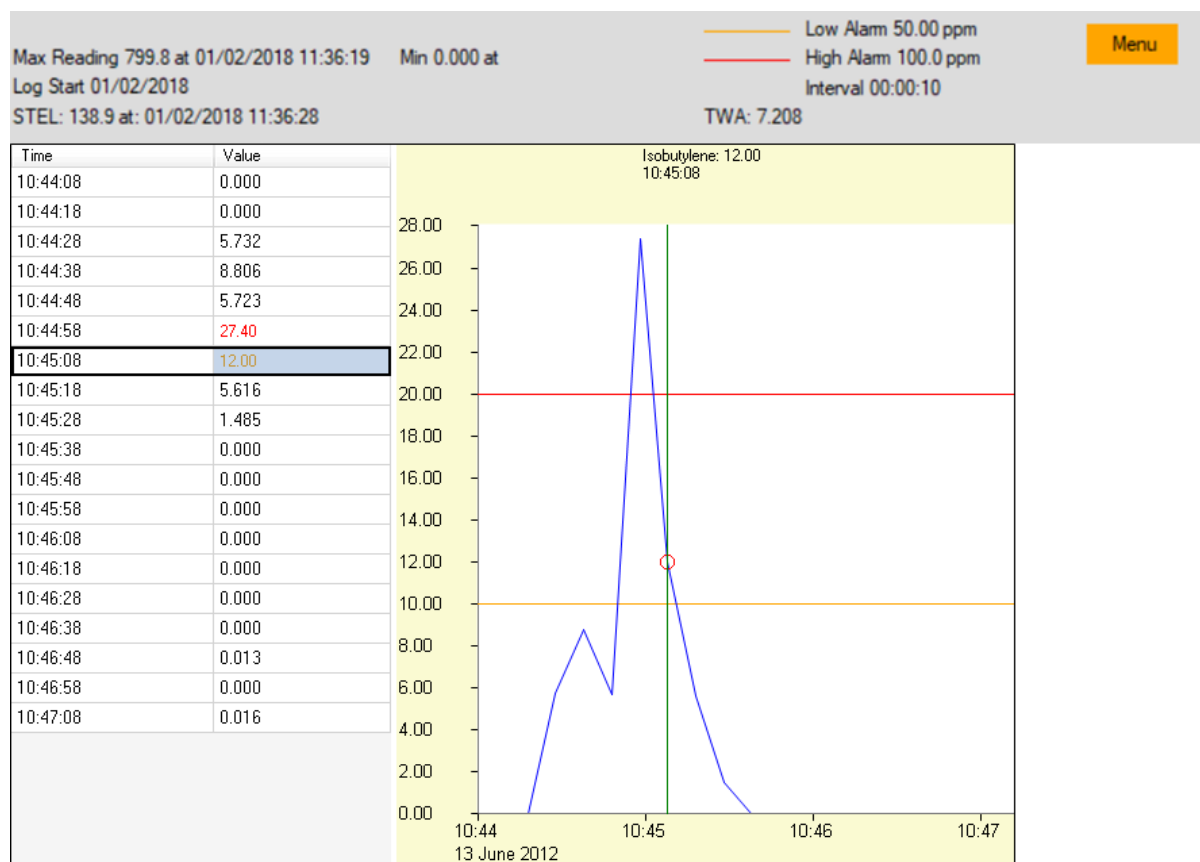 Low Alarm 50.00 ppm
Menu
Max Reading 799.8 at 01/02/2018 11:36:19 Min 0.000 at
High Alarm 100.0 ppm
Log Start 01/02/2018
Interval 00:00:10
STEL: 138.9 at: 01/02/2018 11:36:28
TWA: 7.208
Time Value
10:44:08 0.000
10:44:18 0.000
10:44:28 5.732
10:44:38 8.806
10:44:48 5.723
10:44:58 27.40
10:45:08 12.00
10:45:18 5.616
10:45:28 1.485
10:45:38 0.000
10:45:48 0.000
10:45:58 0.000
10:46:08 0.000
10:46:18 0.000
10:46:28 0.000
10:46:38 0.000
10:46:48 0.013
10:46:58 0.000
10:47:08 0.016
Isobutylene: 12.00
10:45:08
28.00
26.00
24.00
22.00
20.00
18.00
16.00
14.00
12.00
10.00
8.00
6.00
4.00
2.00
0.00
10:44 10:45 10:46 10:47
13 June 2012